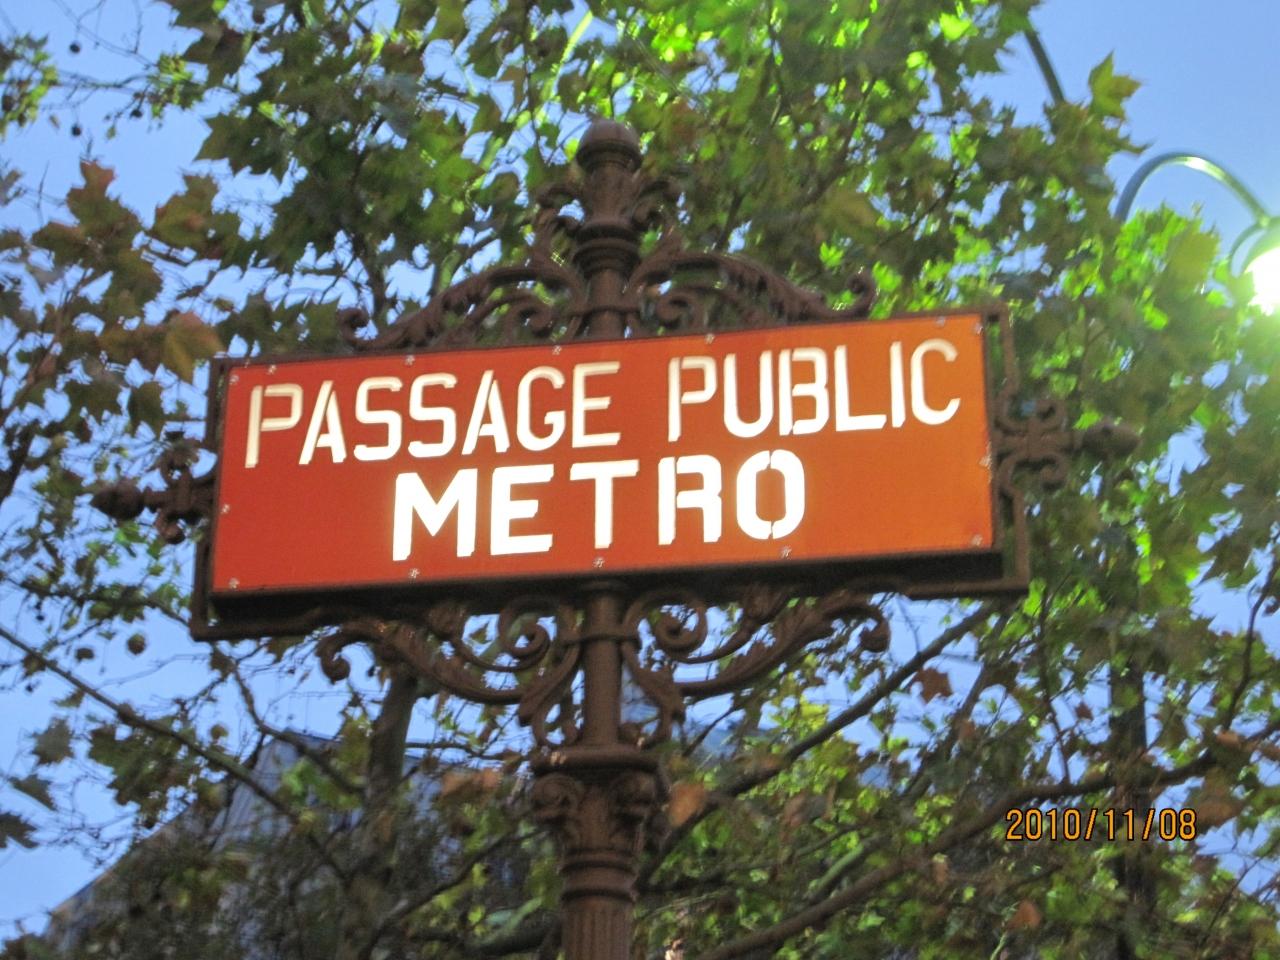 PASSAGE PUBLIC
METRO
2010/11/08